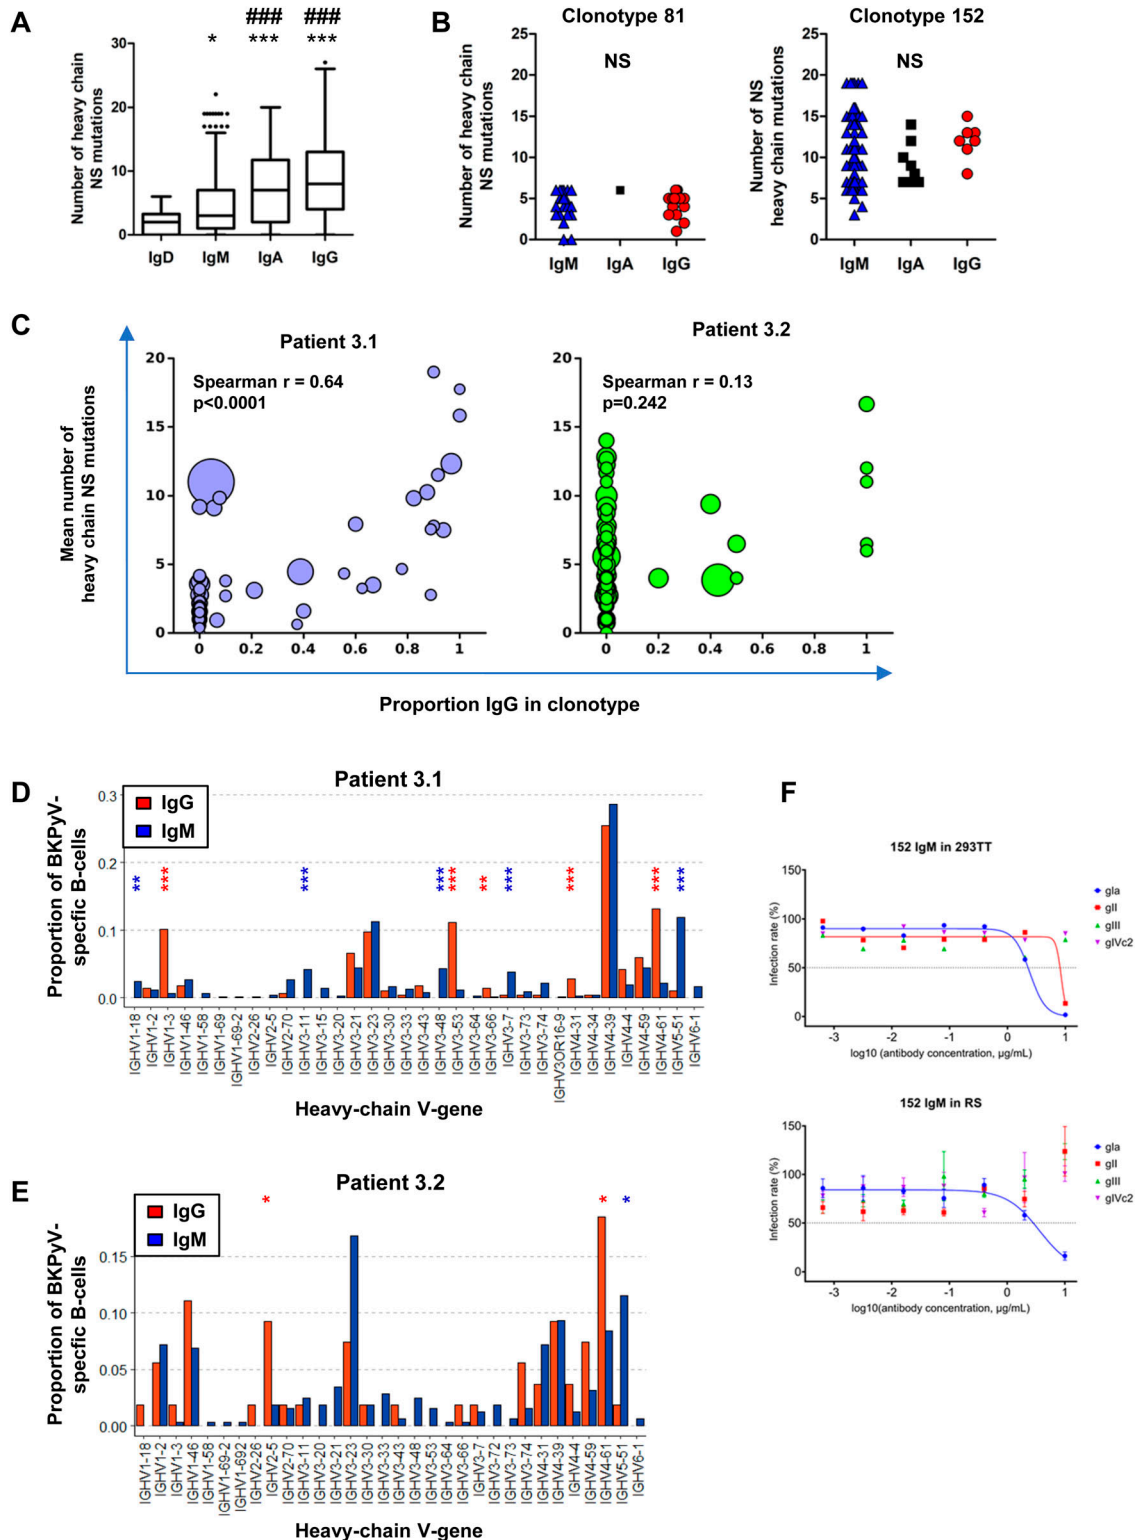 A
Number of heavy chain
NS mutations
30
20
10
0
* ### *** ### ***
IgD IgM IgA IgG
B
Clonotype 81
Number of heavy chain
NS mutations
25
20
15
10
5
0
NS
IgM IgA IgG
Clonotype 152
Number of NS
heavy chain mutations
25
20
15
10
5
0
NS
IgM IgA IgG
C
Mean number of
heavy chain NS mutations
Patient 3.1
Spearman r = 0.64
p<0.0001
20
15
10
5
0
0 0.2 0.4 0.6 0.8 1
Patient 3.2
Spearman r = 0.13
p=0.242
20
15
10
5
0
0 0.2 0.4 0.6 0.8 1
Proportion IgG in clonotype
D
Patient 3.1
Proportion of BKPyV-
specfic B-cells
IgG
IgM
0.3
0.2
0.1
0.0
** *** *** *** *** ** *** *** *** ***
IGHV1-18
IGHV1-2
IGHV1-3
IGHV1-46
IGHV1-58
IGHV1-69
IGHV1-69-2
IGHV2-26
IGHV2-5
IGHV2-70
IGHV3-11
IGHV3-15
IGHV3-20
IGHV3-21
IGHV3-23
IGHV3-30
IGHV3-33
IGHV3-43
IGHV3-48
IGHV3-53
IGHV3-64
IGHV3-66
IGHV3-7
IGHV3-73
IGHV3-74
IGHV3OR16-9
IGHV4-31
IGHV4-34
IGHV4-39
IGHV4-4
IGHV4-59
IGHV4-61
IGHV5-51
IGHV6-1
Heavy-chain V-gene
E
Patient 3.2
Proportion of BKPyV-
specfic B-cells
IgG
IgM
0.15
0.10
0.05
0.00
* * *
IGHV1-18
IGHV1-2
IGHV1-3
IGHV1-46
IGHV1-58
IGHV1-69-2
IGHV1-692
IGHV2-26
IGHV2-5
IGHV2-70
IGHV3-11
IGHV3-20
IGHV3-21
IGHV3-23
IGHV3-30
IGHV3-33
IGHV3-43
IGHV3-48
IGHV3-53
IGHV3-64
IGHV3-66
IGHV3-7
IGHV3-72
IGHV3-73
IGHV3-74
IGHV4-31
IGHV4-39
IGHV4-4
IGHV4-59
IGHV4-61
IGHV5-51
IGHV6-1
Heavy-chain V-gene
F
152 IgM in 293TT
Infection rate (%)
150
100
50
0
-3 -2 -1 0 1
log10 (antibody concentration, µg/mL)
gIa
gII
gIII
gIVc2
152 IgM in RS
Infection rate (%)
150
100
50
0
-3 -2 -1 0 1
log10(antibody concentration, µg/mL)
gIa
gII
gIII
gIVc2